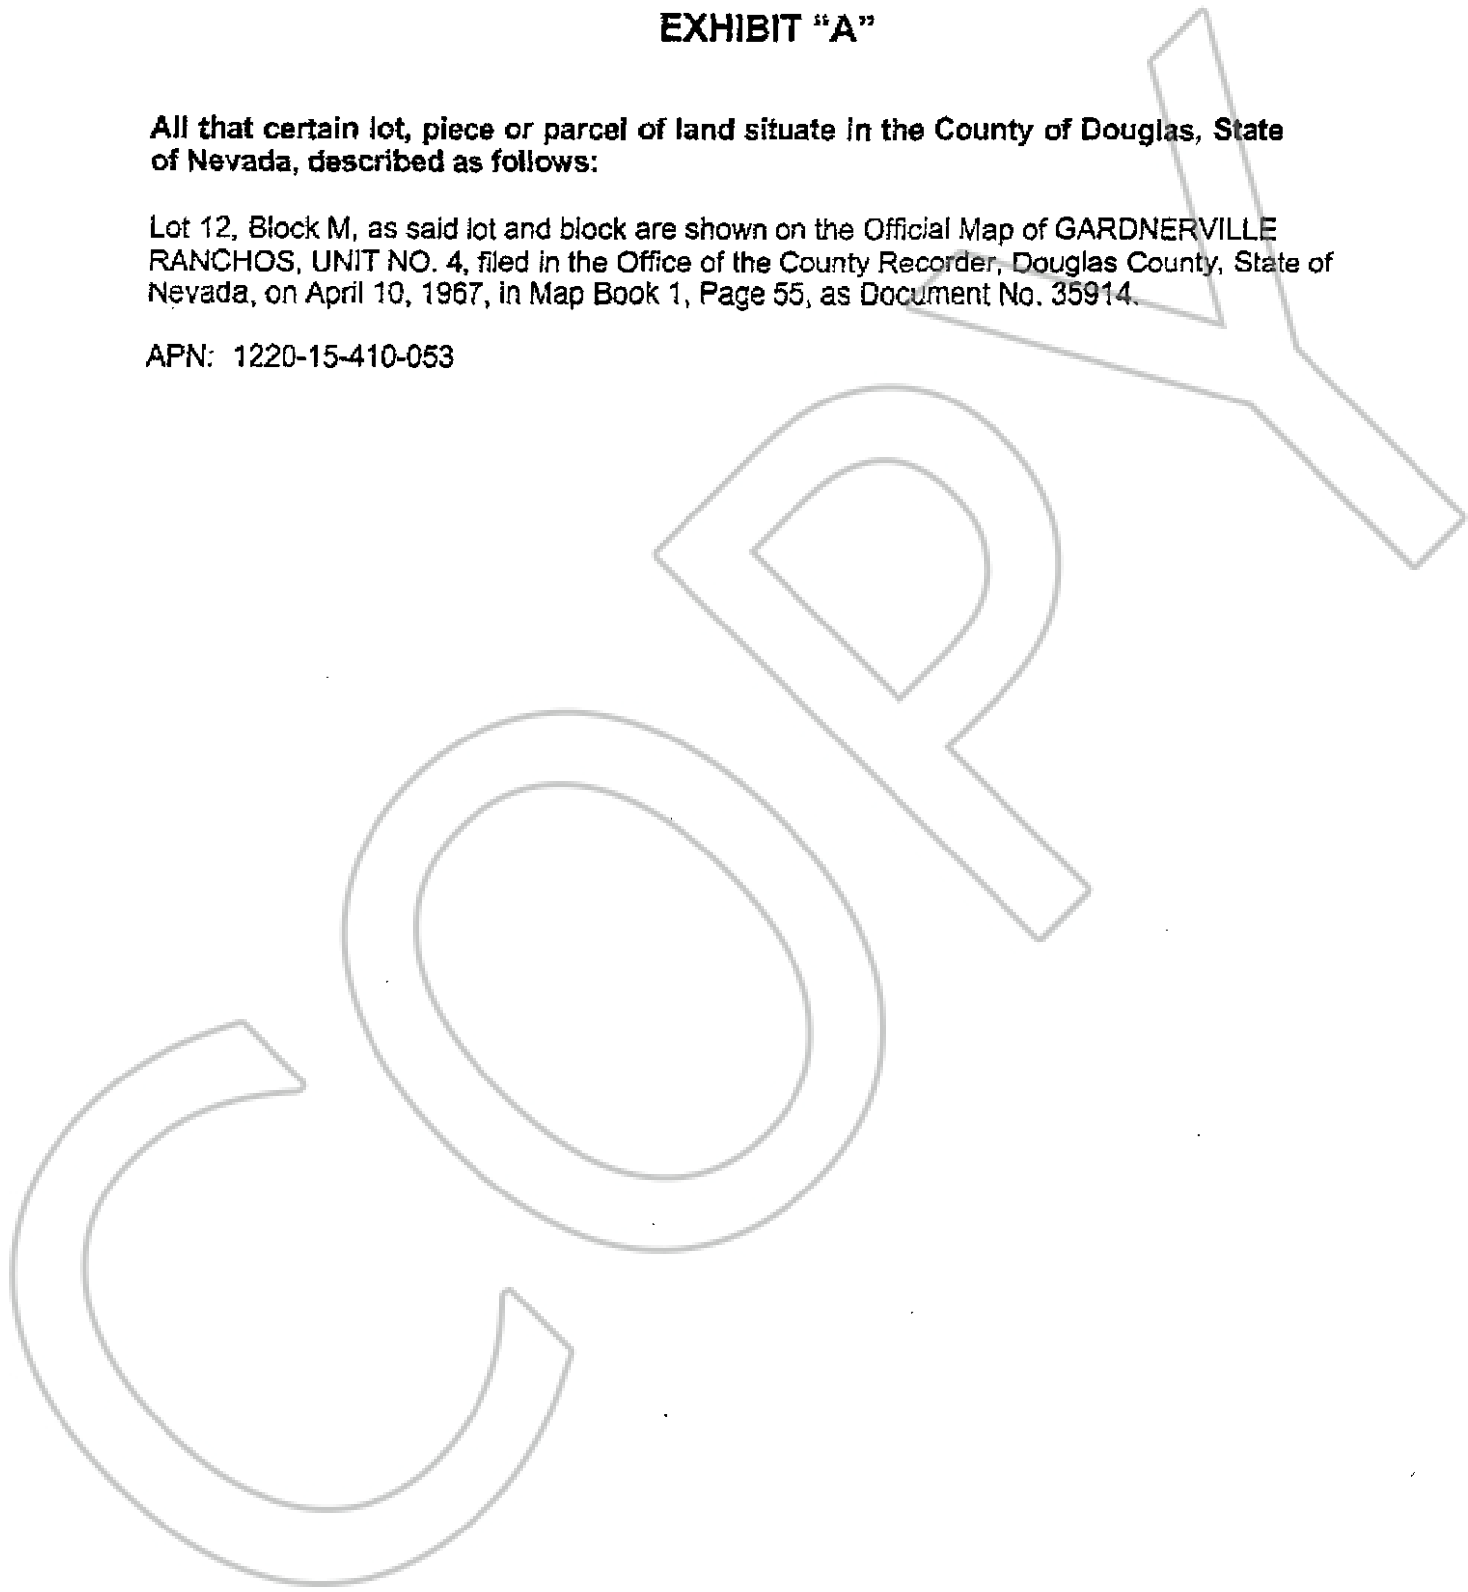 EXHIBIT “A”
All that certain lot, piece or parcel of land situate in the County of Douglas, State
of Nevada, described as follows:
Lot 12, Block M, as said lot and block are shown on the Official Map of GARDNERVILLE
RANCHOS, UNIT NO. 4, filed in the Office of the County Recorder, Douglas County, State of
Nevada, on April 10, 1967, in Map Book 1, Page 55, as Document No. 35914.
APN: 1220-15-410-053
COPY